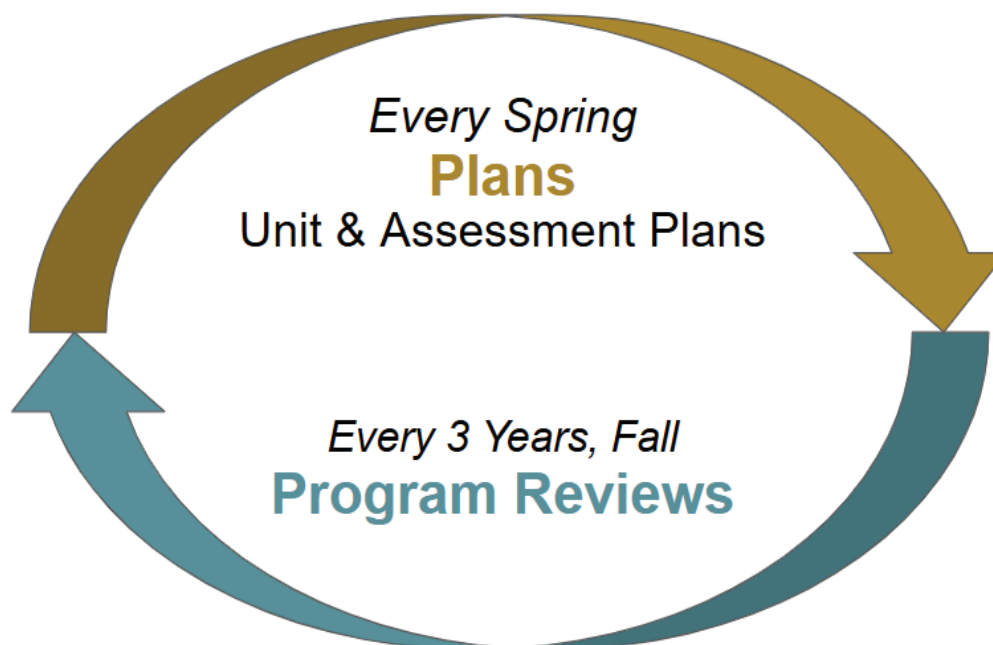 Every Spring
Plans
Unit & Assessment Plans
Every 3 Years, Fall
Program Reviews